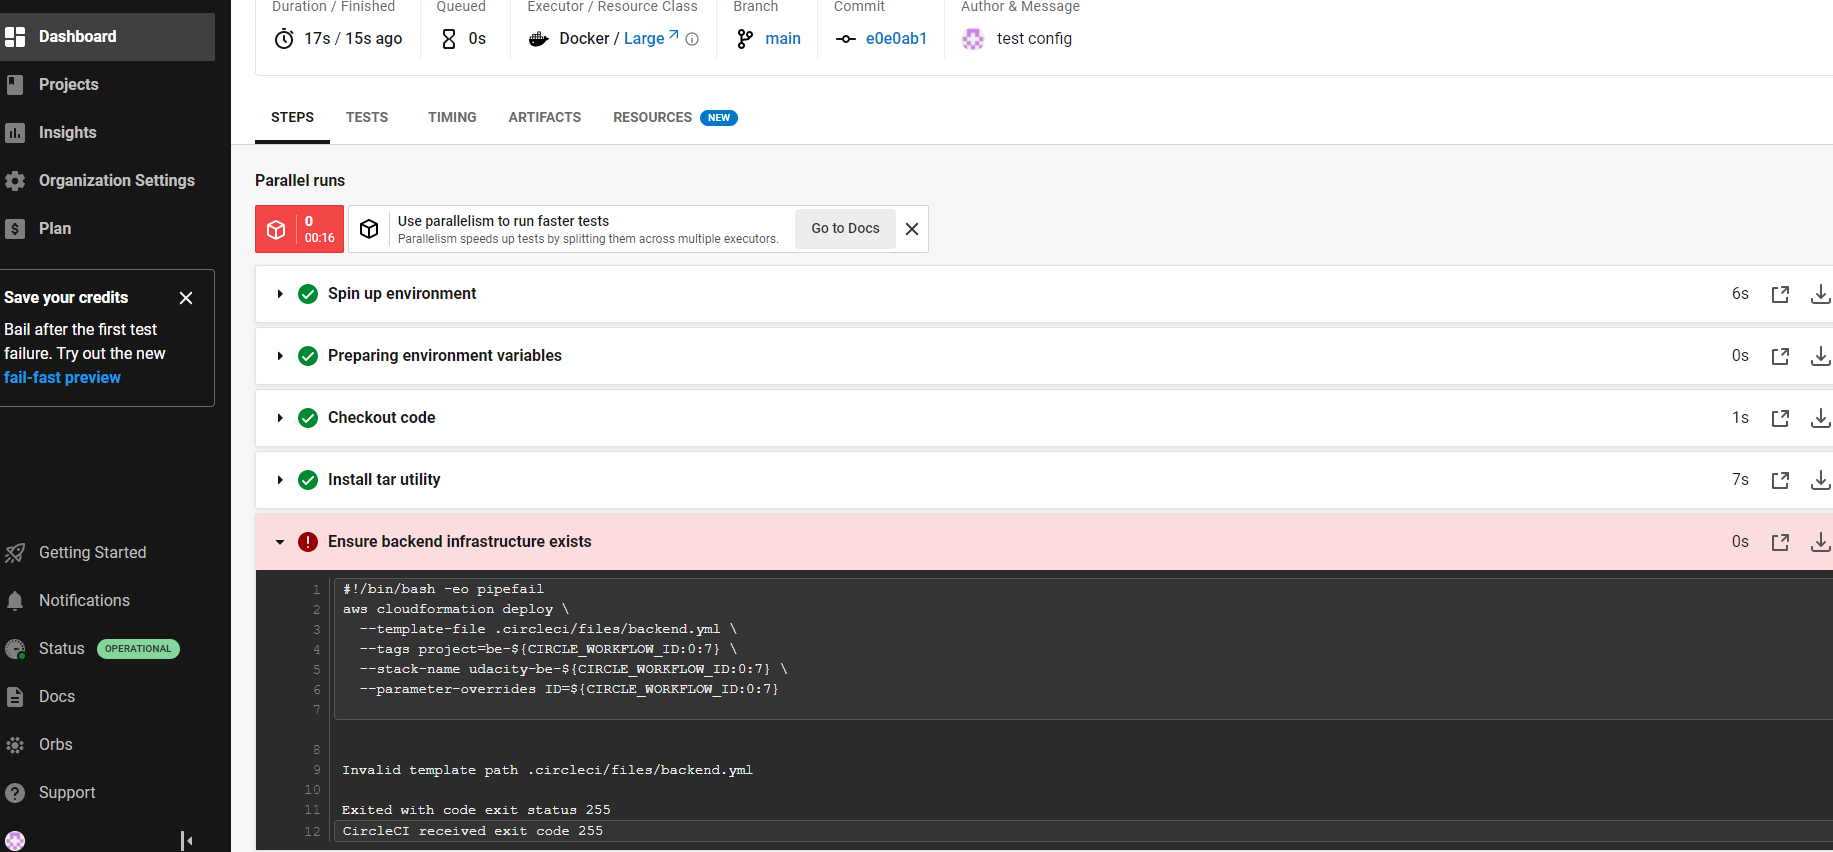 Dashboard
Projects
Insights
Organization Settings
$ Plan
Save your credits
Bail after the first test
failure. Try out the new
fail-fast preview
Getting Started
Notifications
Status OPERATIONAL
Docs
Orbs
? Support
Duration / Finished Queued Executor / Resource Class Branch Commit Author & Message
17s / 15s ago 0s Docker / Large main e0e0ab1 test config
STEPS TESTS TIMING ARTIFACTS RESOURCES NEW
Parallel runs
0
00:16
Use parallelism to run faster tests
Parallelism speeds up tests by splitting them across multiple executors.
Go to Docs
Spin up environment 6s
Preparing environment variables 0s
Checkout code 1s
Install tar utility 7s
! Ensure backend infrastructure exists 0s
1 #!/bin/bash -eo pipefail
2 aws cloudformation deploy \
3 --template-file .circleci/files/backend.yml \
4 --tags project=be-${CIRCLE_WORKFLOW_ID:0:7} \
5 --stack-name udacity-be-${CIRCLE_WORKFLOW_ID:0:7} \
6 --parameter-overrides ID=${CIRCLE_WORKFLOW_ID:0:7}
7
8
9 Invalid template path .circleci/files/backend.yml
10
11 Exited with code exit status 255
12 CircleCI received exit code 255